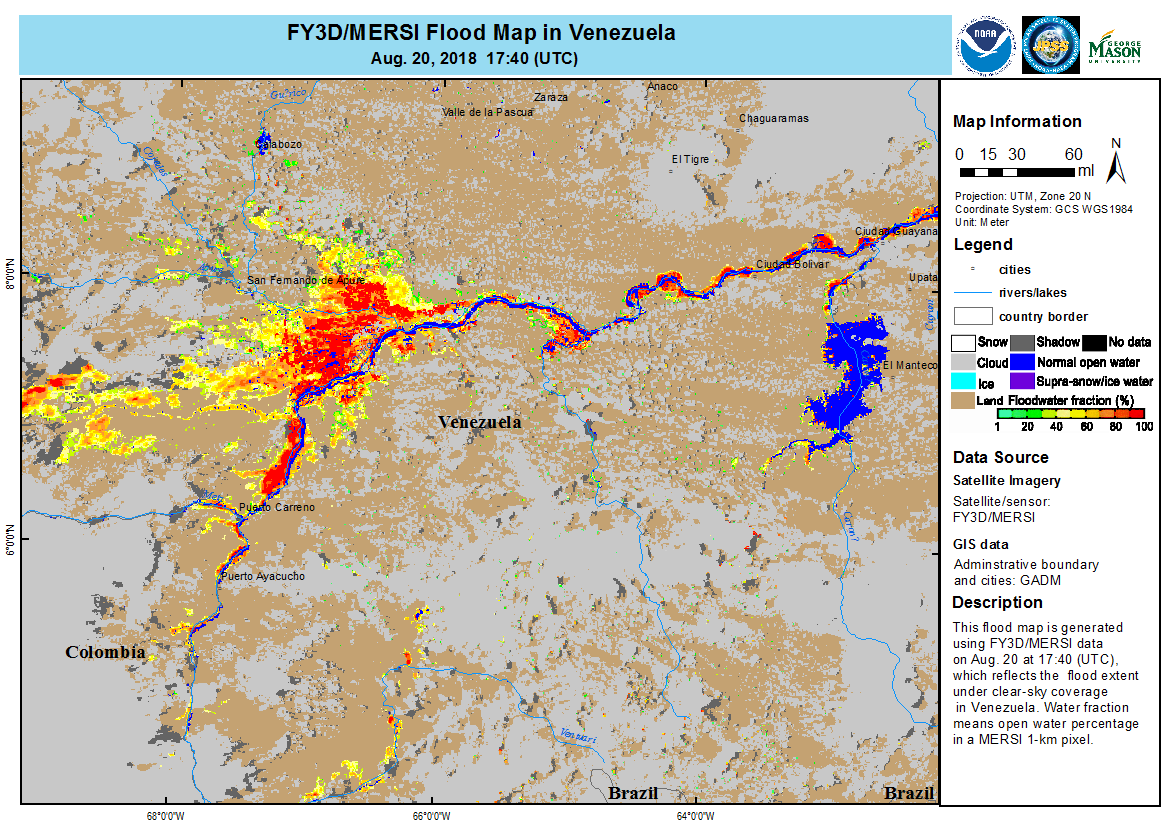 FY3D/MERSI Flood Map in Venezuela
Aug. 20, 2018 17:40 (UTC)
NOAA
JPSS
GEORGE
MASON
UNIVERSITY
Anaco
Zaraza
Valle de la Pascua
Chaguaramas
Calabozo
El Tigre
Ciudad Guayana
Ciudad Bolivar
Upata
San Fernando de Apure
El Manteco
Venezuela
Meta
Puerto Carreno
Puerto Ayacucho
Colombia
Ventuari
Brazil
Brazil
8°0'0"N
6°0'0"N
68°0'0"W
66°0'0"W
64°0'0"W
Map Information
0 15 30 60
ml
N
Projection: UTM, Zone 20 N
Coordinate System: GCS WGS1984
Unit: Meter
Legend
cities
rivers/lakes
country border
Snow Shadow No data
Cloud Normal open water
Ice Supra-snow/ice water
Land Floodwater fraction (%)
1 20 40 60 80 100
Data Source
Satellite Imagery
Satellite/sensor:
FY3D/MERSI
GIS data
Adminstrative boundary
and cities: GADM
Description
This flood map is generated
using FY3D/MERSI data
on Aug. 20 at 17:40 (UTC),
which reflects the flood extent
under clear-sky coverage
in Venezuela. Water fraction
means open water percentage
in a MERSI 1-km pixel.